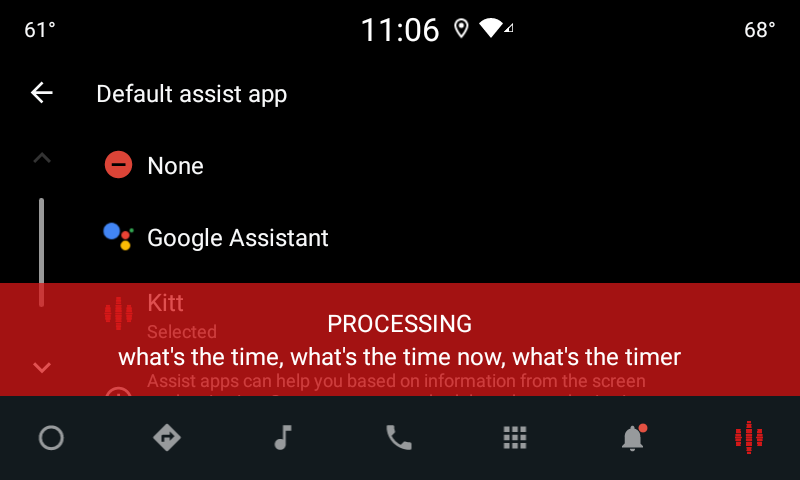 61°
11:06
68°
Default assist app
None
Google Assistant
Kitt
Selected
PROCESSING
what's the time, what's the time now, what's the timer
Assist apps can help you based on information from the screen